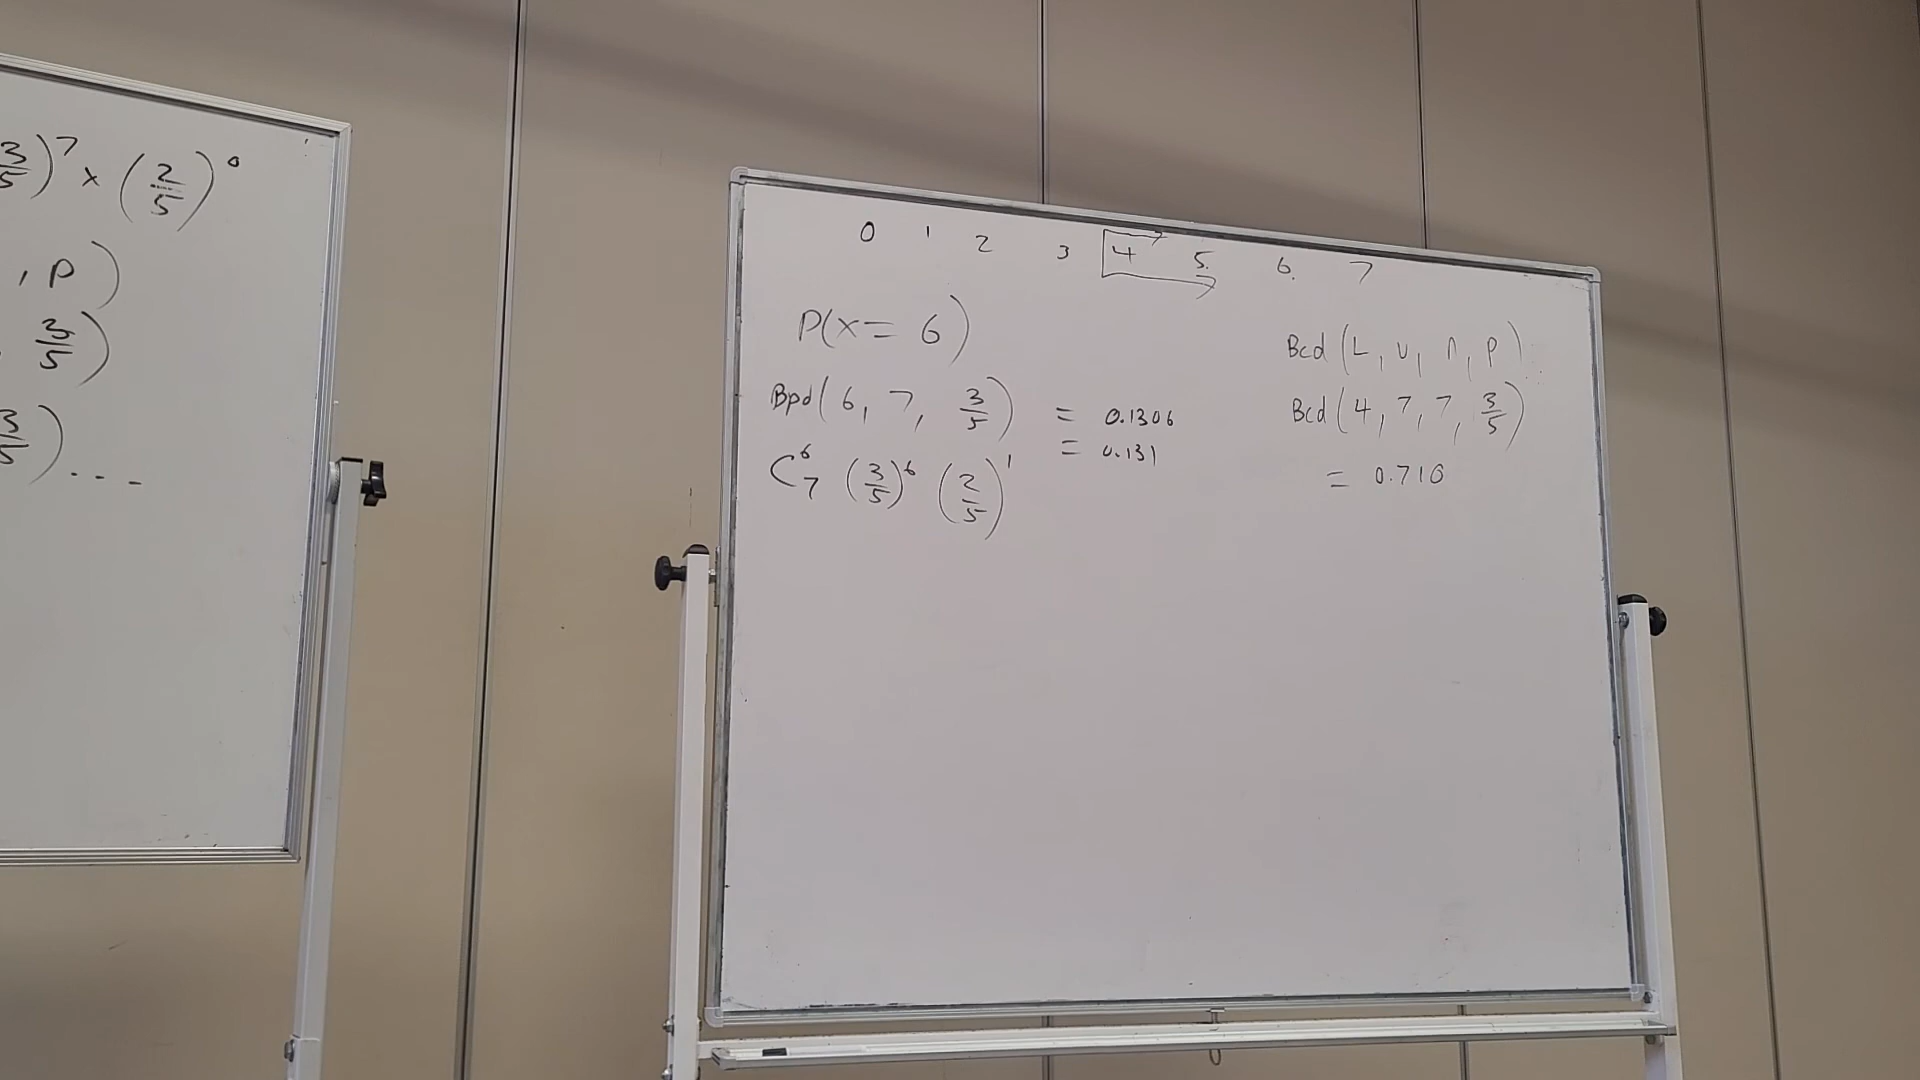 3/5)^7 × (2/5)^0
, p)
, 3/5)
3/5)...
0 1 2 3 4 5. 6. 7
P(x = 6)
Bpd(6, 7, 3/5) = 0.1306
= 0.131
C^6_7 (3/5)^6 (2/5)^1
Bcd(L, U, n, p)
Bcd(4, 7, 7, 3/5)
= 0.710